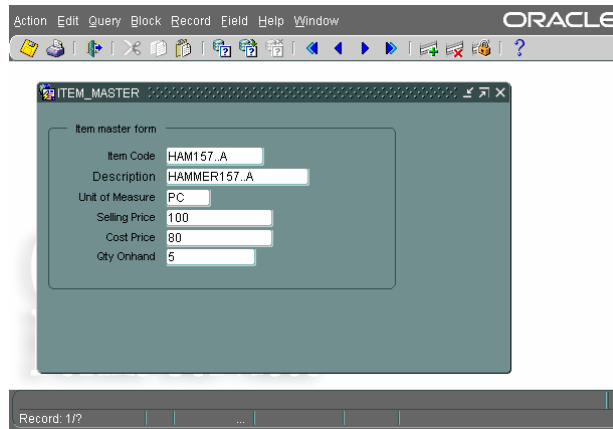 Action Edit Query Block Record Field Help Window ORACLE
ITEM_MASTER
Item master form
Item Code HAM157..A
Description HAMMER157..A
Unit of Measure PC
Selling Price 100
Cost Price 80
Qty Onhand 5
Record: 1/? ...